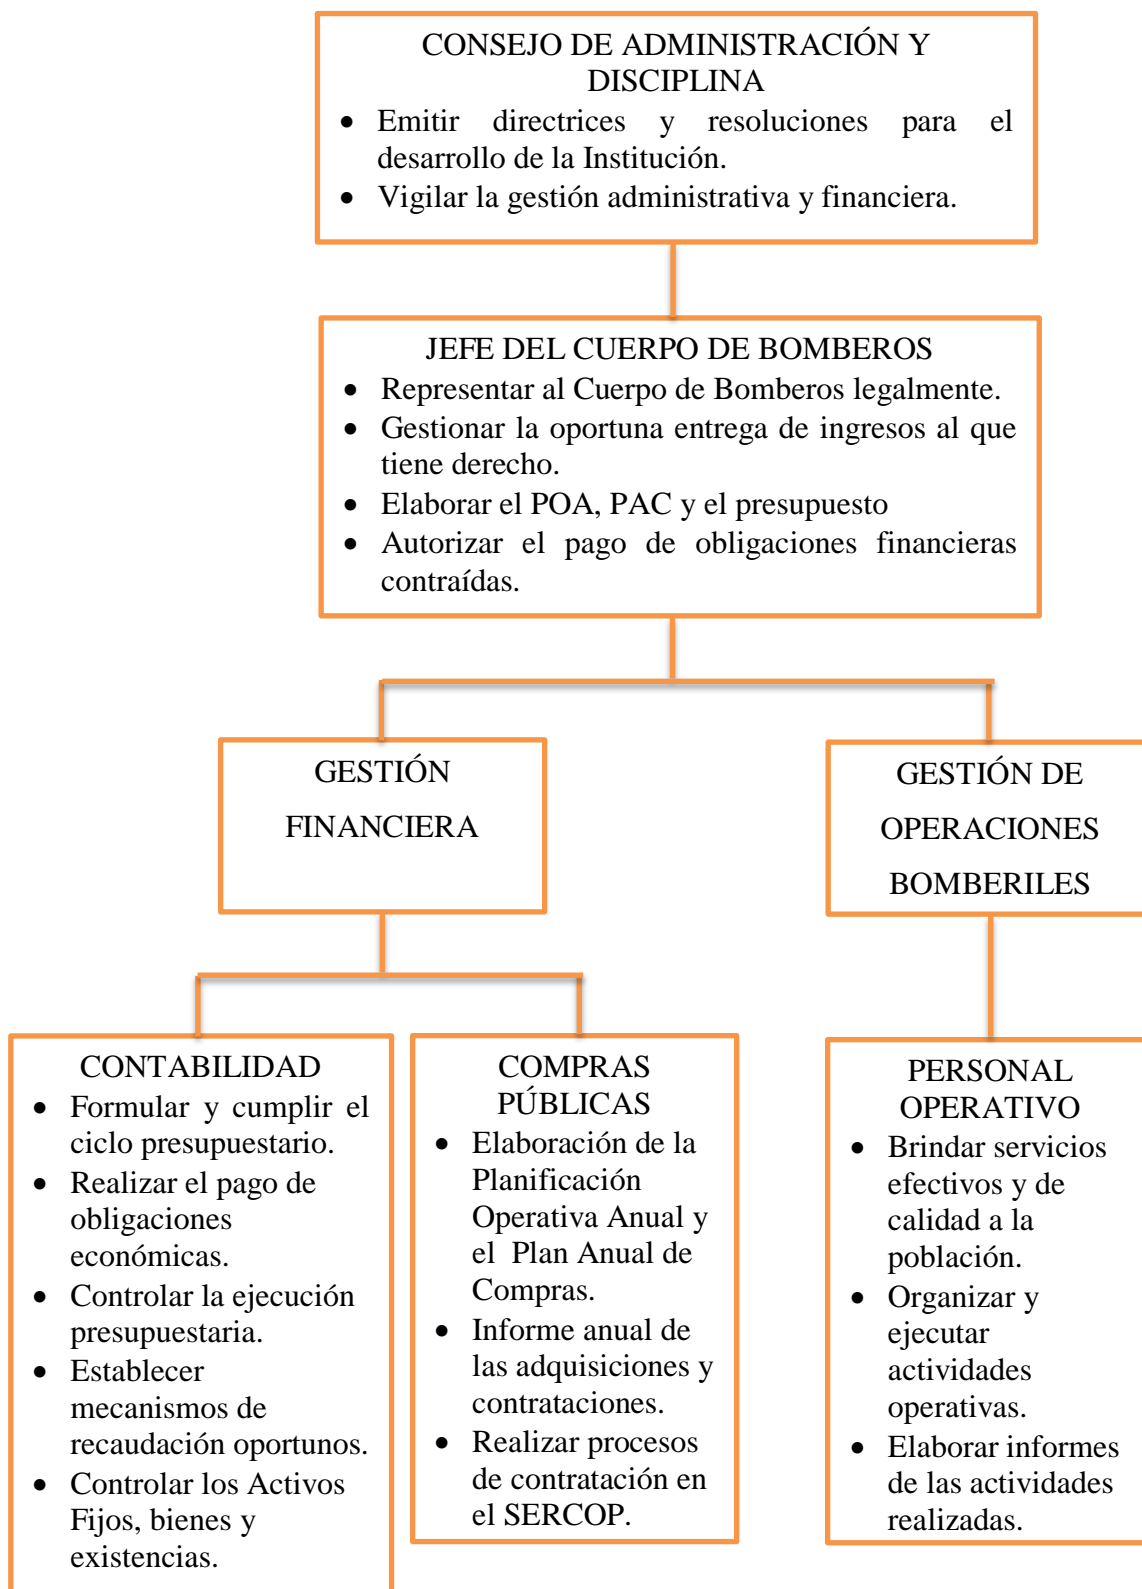 CONSEJO DE ADMINISTRACIÓN Y
DISCIPLINA
• Emitir directrices y resoluciones para el
desarrollo de la Institución.
• Vigilar la gestión administrativa y financiera.
JEFE DEL CUERPO DE BOMBEROS
• Representar al Cuerpo de Bomberos legalmente.
• Gestionar la oportuna entrega de ingresos al que
tiene derecho.
• Elaborar el POA, PAC y el presupuesto
• Autorizar el pago de obligaciones financieras
contraídas.
GESTIÓN
FINANCIERA
GESTIÓN DE
OPERACIONES
BOMBERILES
CONTABILIDAD
• Formular y cumplir el
ciclo presupuestario.
• Realizar el pago de
obligaciones
económicas.
• Controlar la ejecución
presupuestaria.
• Establecer
mecanismos de
recaudación oportunos.
• Controlar los Activos
Fijos, bienes y
existencias.
COMPRAS
PÚBLICAS
• Elaboración de la
Planificación
Operativa Anual y
el Plan Anual de
Compras.
• Informe anual de
las adquisiciones y
contrataciones.
• Realizar procesos
de contratación en
el SERCOP.
PERSONAL
OPERATIVO
• Brindar servicios
efectivos y de
calidad a la
población.
• Organizar y
ejecutar
actividades
operativas.
• Elaborar informes
de las actividades
realizadas.